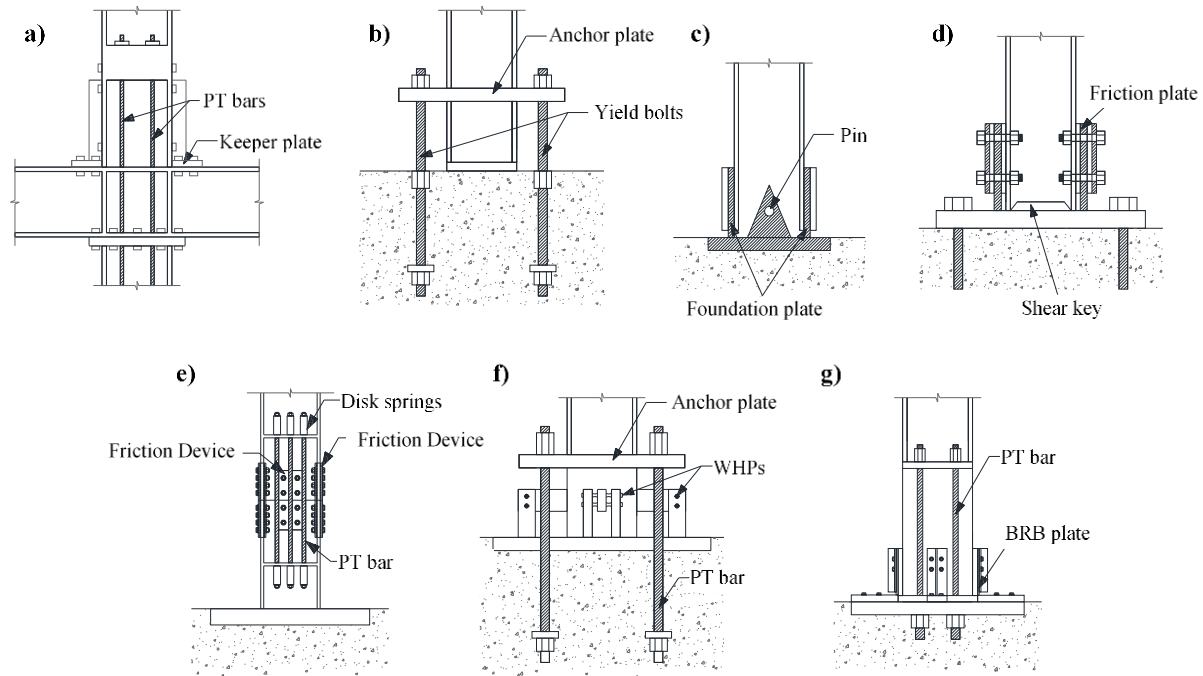 a)
PT bars
Keeper plate
b)
Anchor plate
Yield bolts
c)
Pin
Foundation plate
d)
Friction plate
Shear key
e)
Disk springs
Friction Device
Friction Device
PT bar
f)
Anchor plate
WHPs
PT bar
g)
PT bar
BRB plate